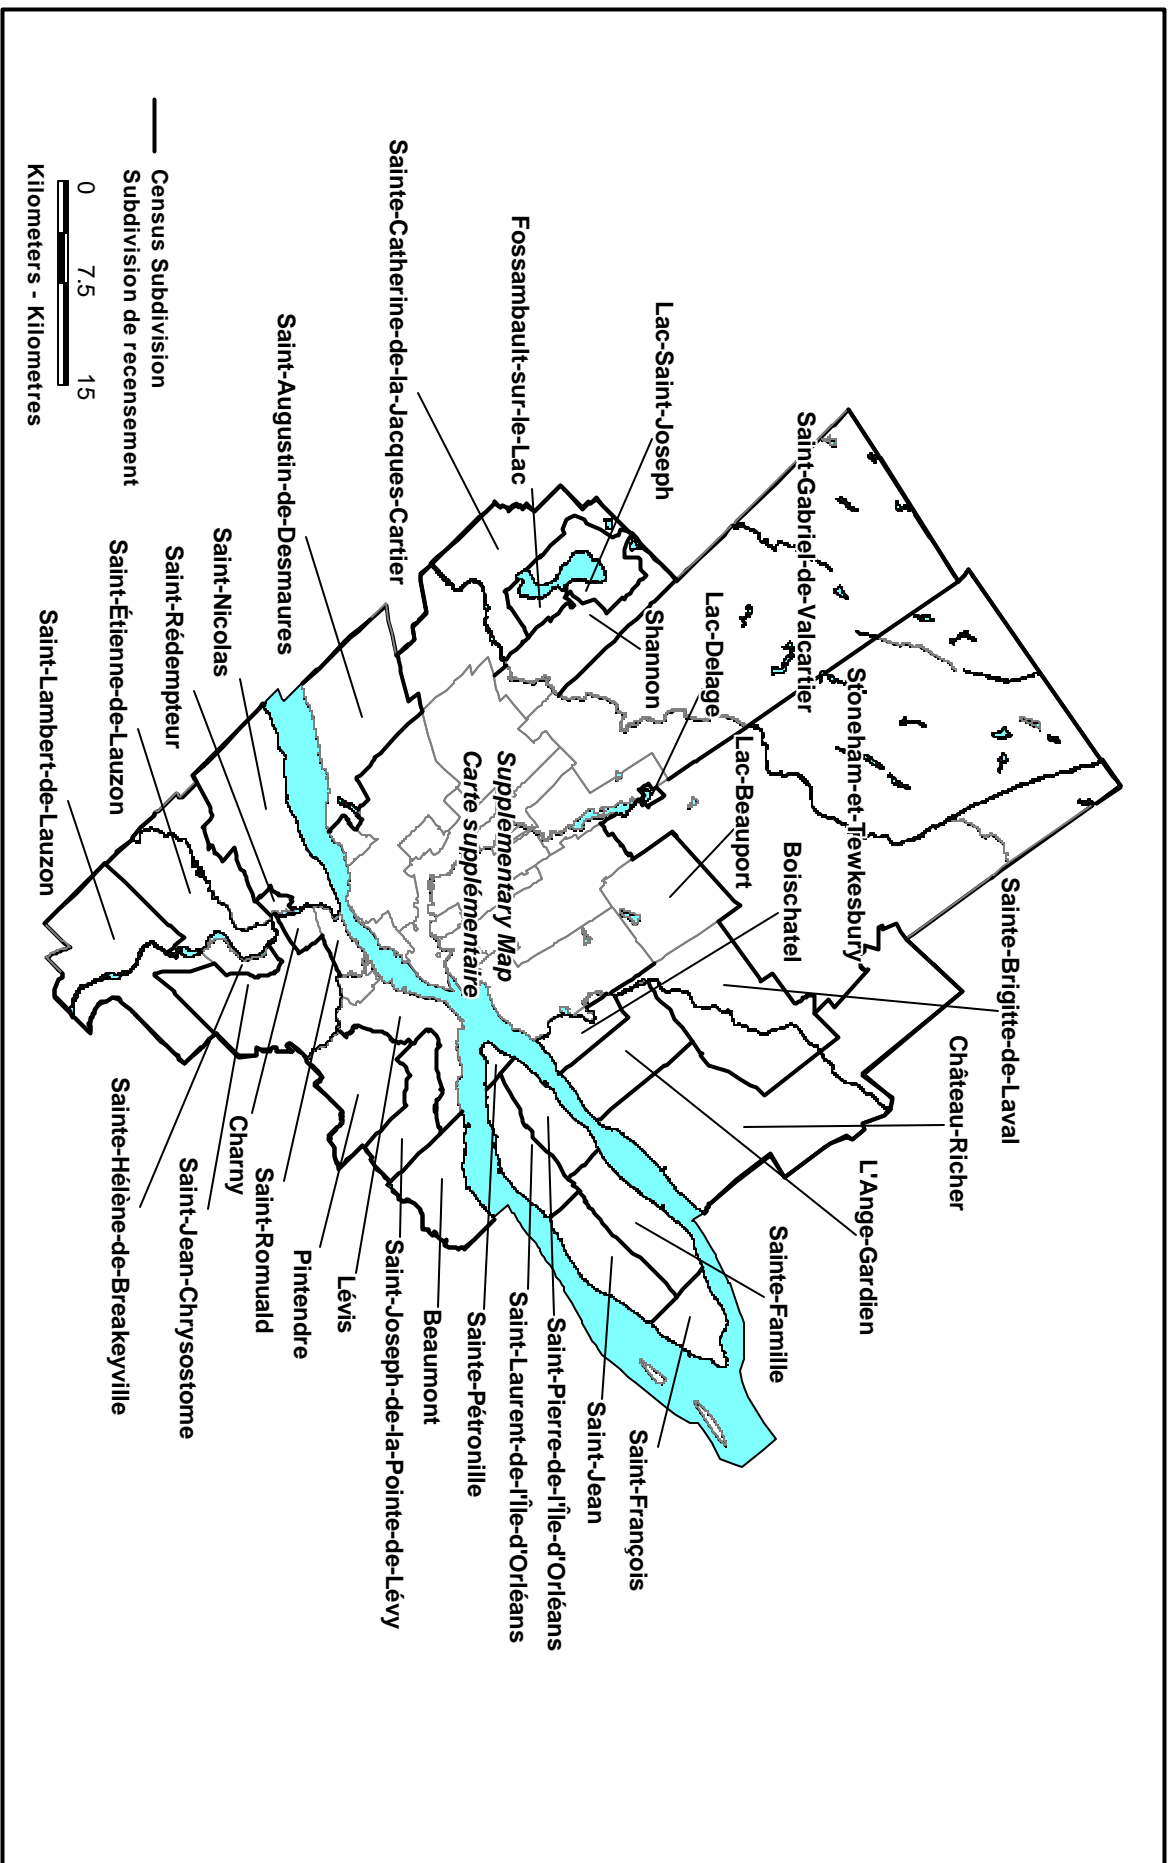 Saint-Gabriel-de-Valcartier
Stoneham-et-Tewkesbury
Sainte-Brigitte-de-Laval
Château-Richer
L'Ange-Gardien
Sainte-Famille
Saint-François
Saint-Jean
Saint-Pierre-de-l'Île-d'Orléans
Saint-Laurent-de-l'Île-d'Orléans
Sainte-Pétronille
Beaumont
Saint-Joseph-de-la-Pointe-de-Lévy
Lévis
Pintendre
Saint-Romuald
Charny
Saint-Jean-Chrysostome
Sainte-Hélène-de-Breakeyville
Boischatel
Lac-Beauport
Lac-Delage
Shannon
Lac-Saint-Joseph
Fossambault-sur-le-Lac
Sainte-Catherine-de-la-Jacques-Cartier
Saint-Augustin-de-Desmaures
Saint-Nicolas
Saint-Rédempteur
Saint-Étienne-de-Lauzon
Saint-Lambert-de-Lauzon
Supplementary Map
Carte supplémentaire
Census Subdivision
Subdivision de recensement
0 7.5 15
Kilometers - Kilometres